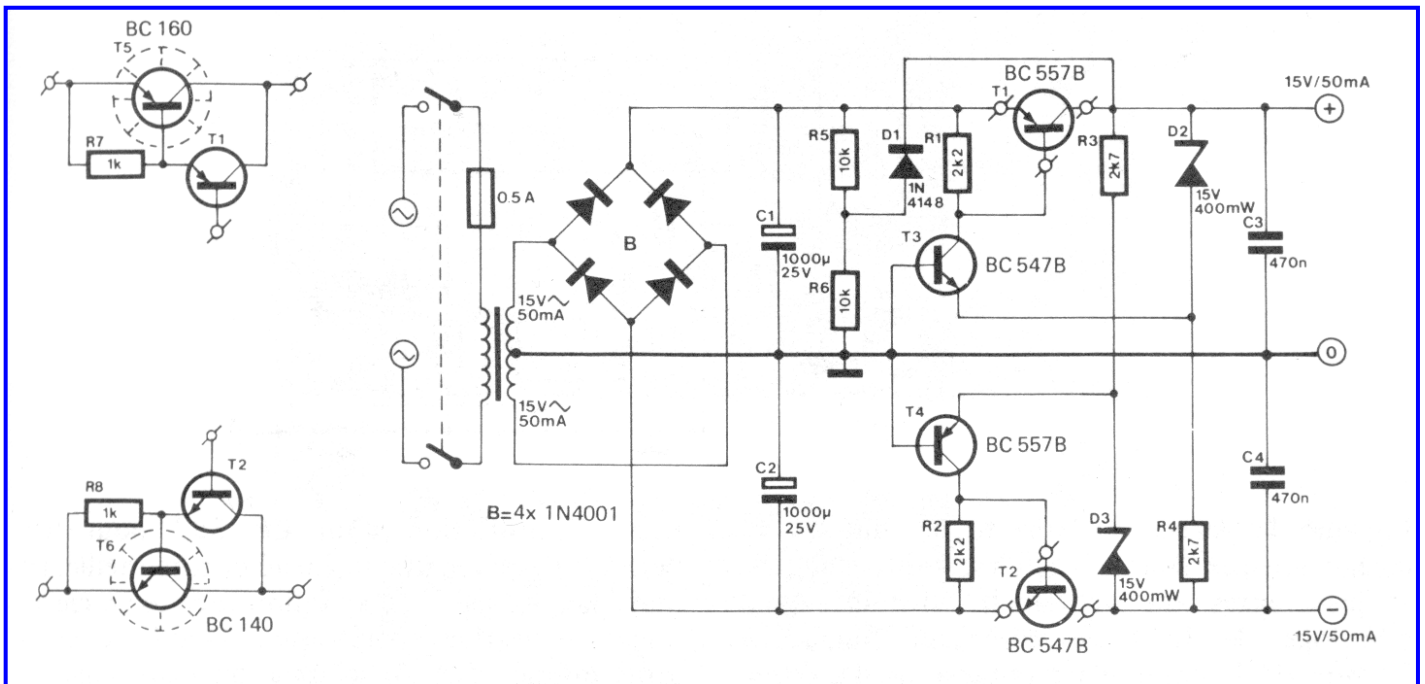 BC 160
T5
R7
1k
T1
0.5 A
B
15V~
50mA
15V~
50mA
B=4x 1N4001
C1
1000µ
25V
C2
1000µ
25V
R5
10k
R6
10k
D1
1N
4148
R1
2k2
BC 557B
T1
R3
2k7
D2
15V
400mW
15V/50mA
+
C3
470n
T3
BC 547B
0
T4
BC 557B
R2
2k2
T2
BC 547B
D3
15V
400mW
R4
2k7
C4
470n
−
15V/50mA
T2
R8
1k
T6
BC 140